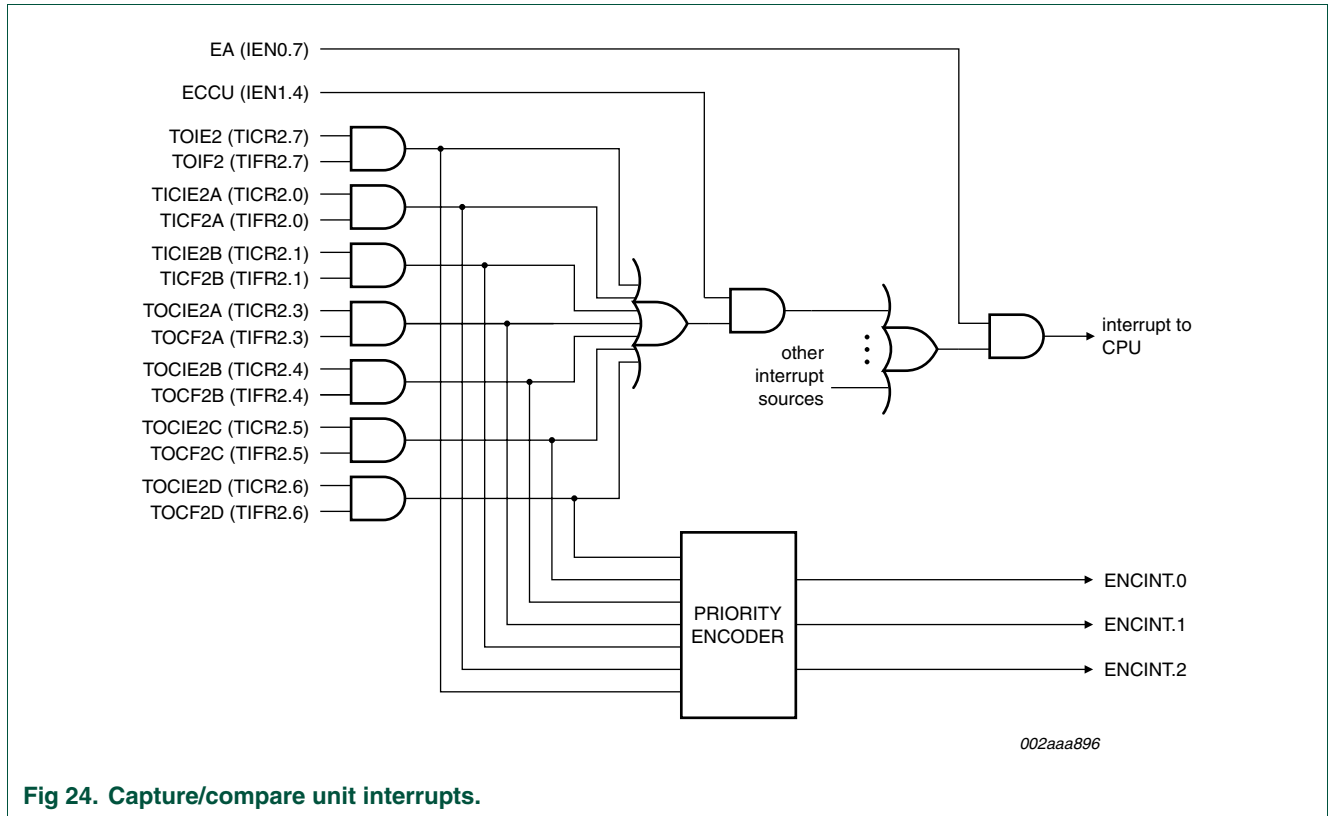 EA (IEN0.7)
ECCU (IEN1.4)
TOIE2 (TICR2.7)
TOIF2 (TIFR2.7)
TICIE2A (TICR2.0)
TICF2A (TIFR2.0)
TICIE2B (TICR2.1)
TICF2B (TIFR2.1)
TOCIE2A (TICR2.3)
TOCF2A (TIFR2.3)
TOCIE2B (TICR2.4)
TOCF2B (TIFR2.4)
TOCIE2C (TICR2.5)
TOCF2C (TIFR2.5)
TOCIE2D (TICR2.6)
TOCF2D (TIFR2.6)
other
interrupt
sources
interrupt to
CPU
PRIORITY
ENCODER
ENCINT.0
ENCINT.1
ENCINT.2
002aaa896
Fig 24. Capture/compare unit interrupts.